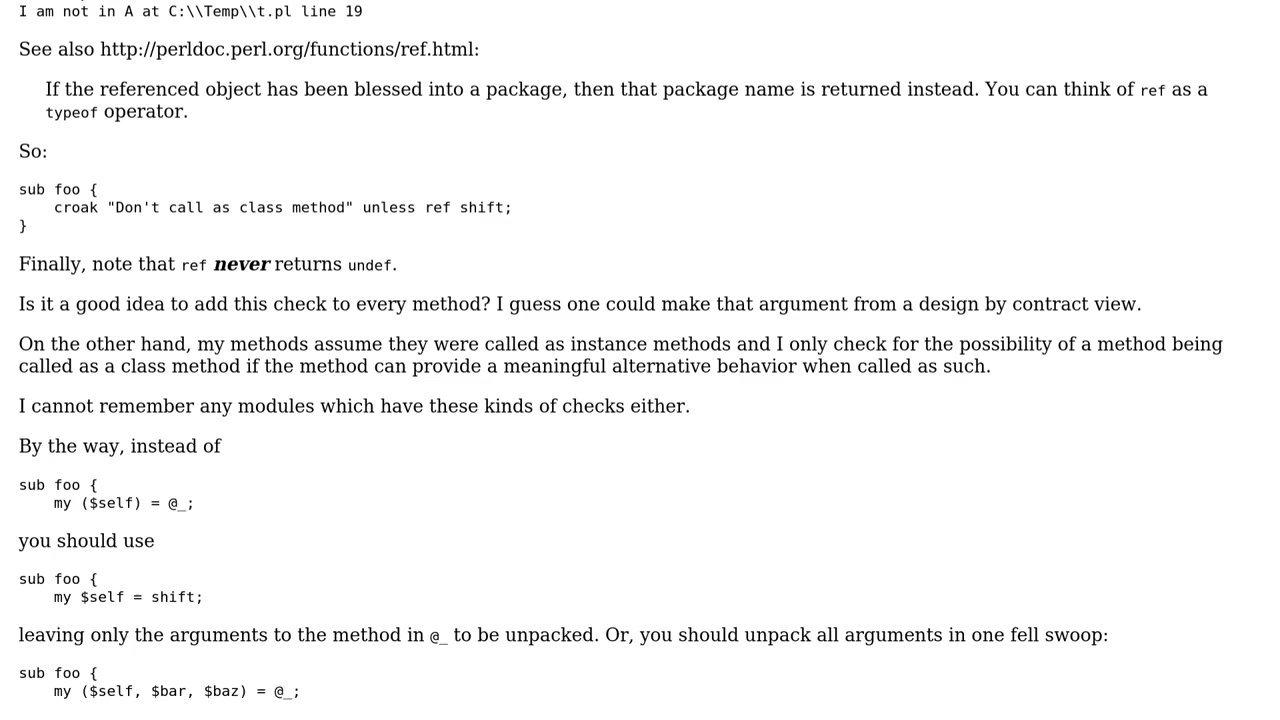 I am not in A at C:\\Temp\\t.pl line 19
See also http://perldoc.perl.org/functions/ref.html:
If the referenced object has been blessed into a package, then that package name is returned instead. You can think of ref as a
typeof operator.
So:
sub foo {
    croak "Don't call as class method" unless ref shift;
}
Finally, note that ref never returns undef.
Is it a good idea to add this check to every method? I guess one could make that argument from a design by contract view.
On the other hand, my methods assume they were called as instance methods and I only check for the possibility of a method being
called as a class method if the method can provide a meaningful alternative behavior when called as such.
I cannot remember any modules which have these kinds of checks either.
By the way, instead of
sub foo {
    my ($self) = @_;
you should use
sub foo {
    my $self = shift;
leaving only the arguments to the method in @_ to be unpacked. Or, you should unpack all arguments in one fell swoop:
sub foo {
    my ($self, $bar, $baz) = @_;